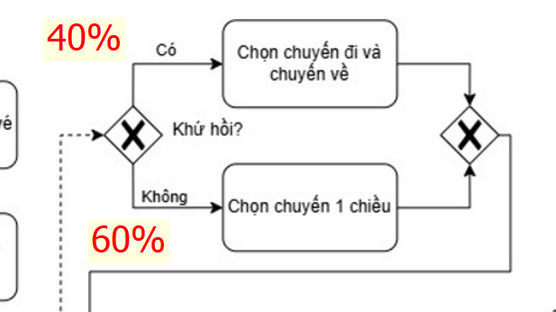 40%
Có
Chọn chuyến đi và
chuyến về
Khứ hồi?
Không
Chọn chuyến 1 chiều
60%